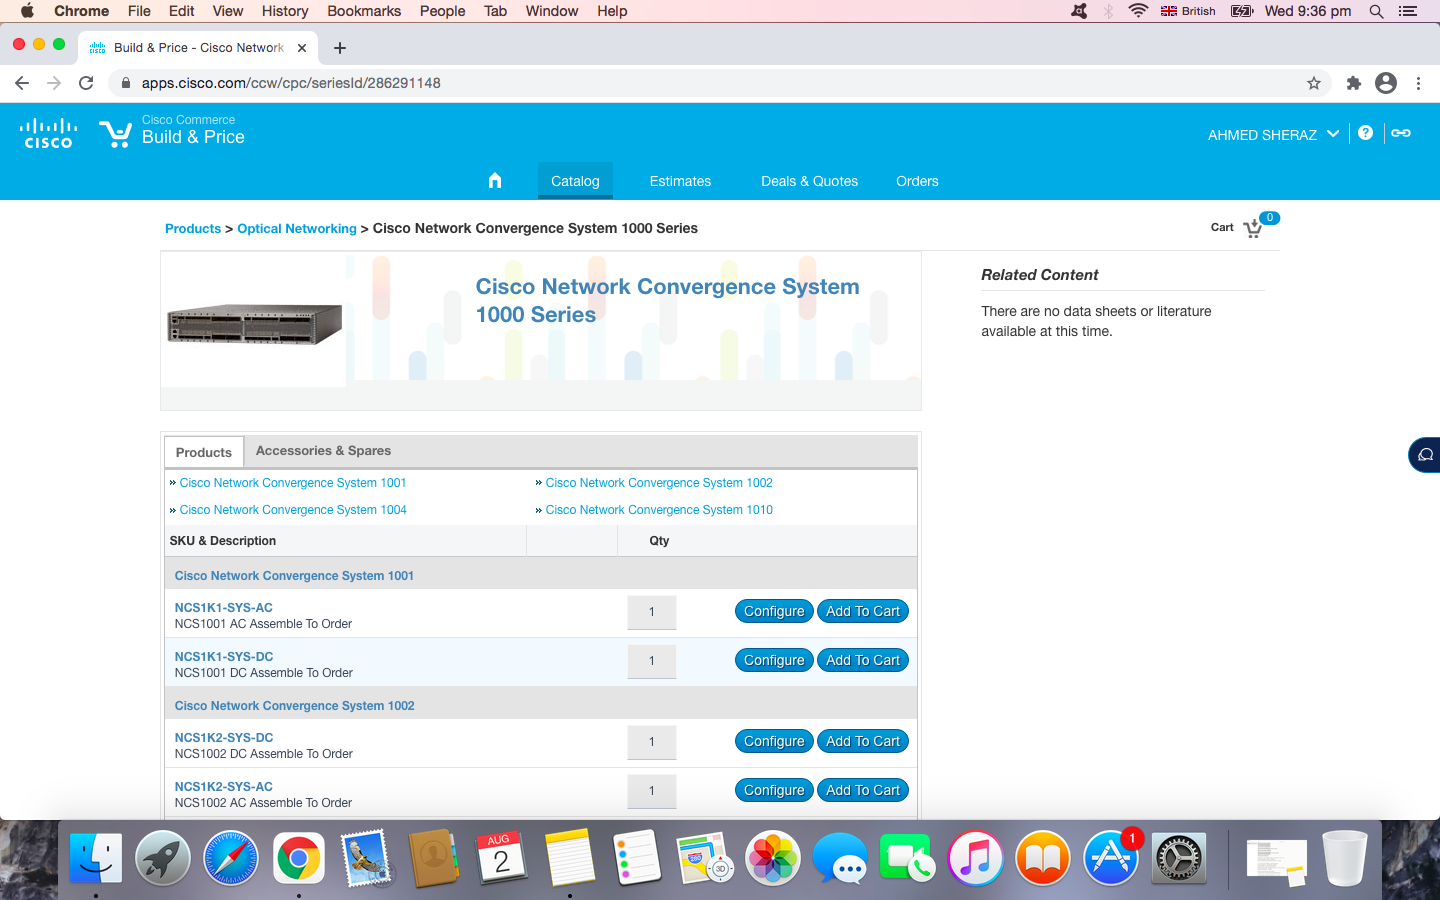 Chrome File Edit View History Bookmarks People Tab Window Help British Wed 9:36 pm
Build & Price - Cisco Network
apps.cisco.com/ccw/cpc/seriesId/286291148
CISCO
Cisco Commerce
Build & Price
AHMED SHERAZ
Catalog Estimates Deals & Quotes Orders
Products > Optical Networking > Cisco Network Convergence System 1000 Series
Cart 0
Cisco Network Convergence System
1000 Series
Related Content
There are no data sheets or literature
available at this time.
Products Accessories & Spares
» Cisco Network Convergence System 1001 » Cisco Network Convergence System 1002
» Cisco Network Convergence System 1004 » Cisco Network Convergence System 1010
SKU & Description Qty
Cisco Network Convergence System 1001
NCS1K1-SYS-AC
NCS1001 AC Assemble To Order
1 Configure Add To Cart
NCS1K1-SYS-DC
NCS1001 DC Assemble To Order
1 Configure Add To Cart
Cisco Network Convergence System 1002
NCS1K2-SYS-DC
NCS1002 DC Assemble To Order
1 Configure Add To Cart
NCS1K2-SYS-AC
NCS1002 AC Assemble To Order
1 Configure Add To Cart
AUG
2
280
3D
1